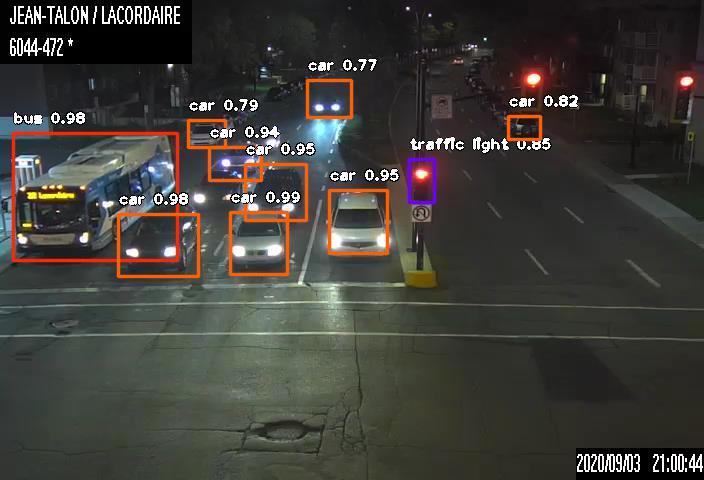 JEAN-TALON / LACORDAIRE
6044-472 *
car 0.77
car 0.79
car 0.82
bus 0.98
car 0.94
traffic light 0.85
car 0.95
car 0.95
car 0.98
car 0.99
Lacordaire
2020/09/03 21:00:44